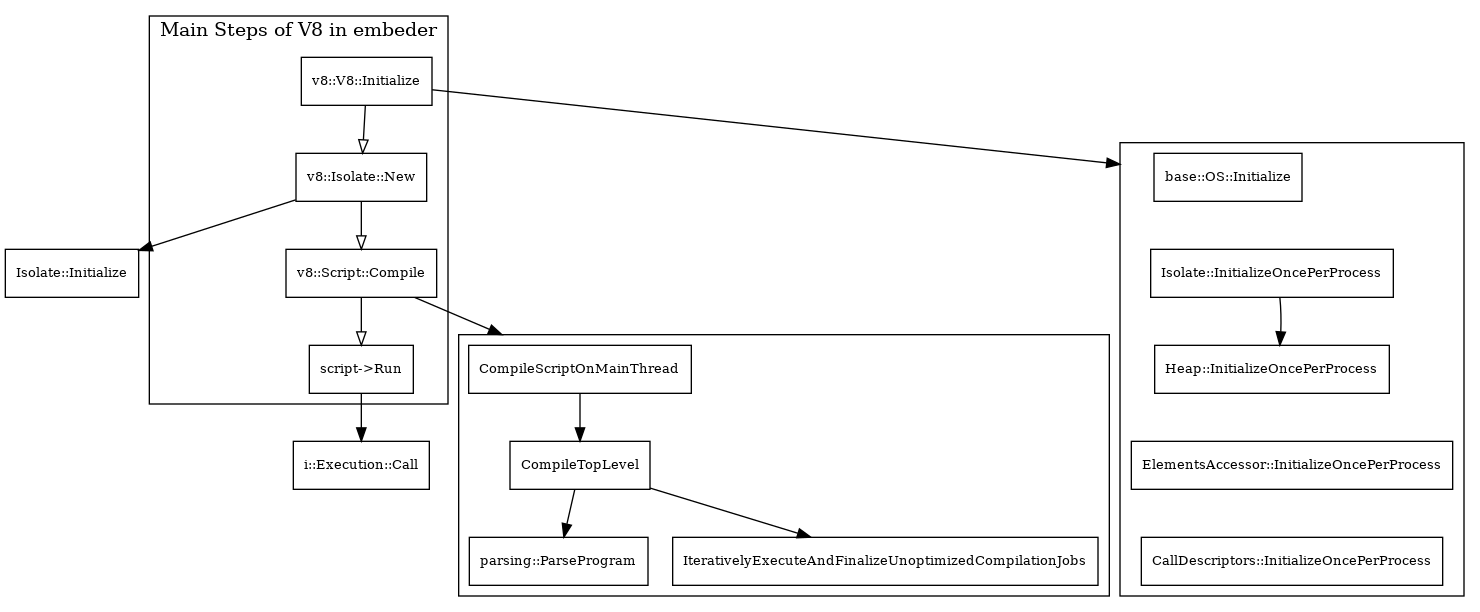 Main Steps of V8 in embeder
v8::V8::Initialize
v8::Isolate::New
v8::Script::Compile
script->Run
Isolate::Initialize
i::Execution::Call
CompileScriptOnMainThread
CompileTopLevel
parsing::ParseProgram
IterativelyExecuteAndFinalizeUnoptimizedCompilationJobs
base::OS::Initialize
Isolate::InitializeOncePerProcess
Heap::InitializeOncePerProcess
ElementsAccessor::InitializeOncePerProcess
CallDescriptors::InitializeOncePerProcess